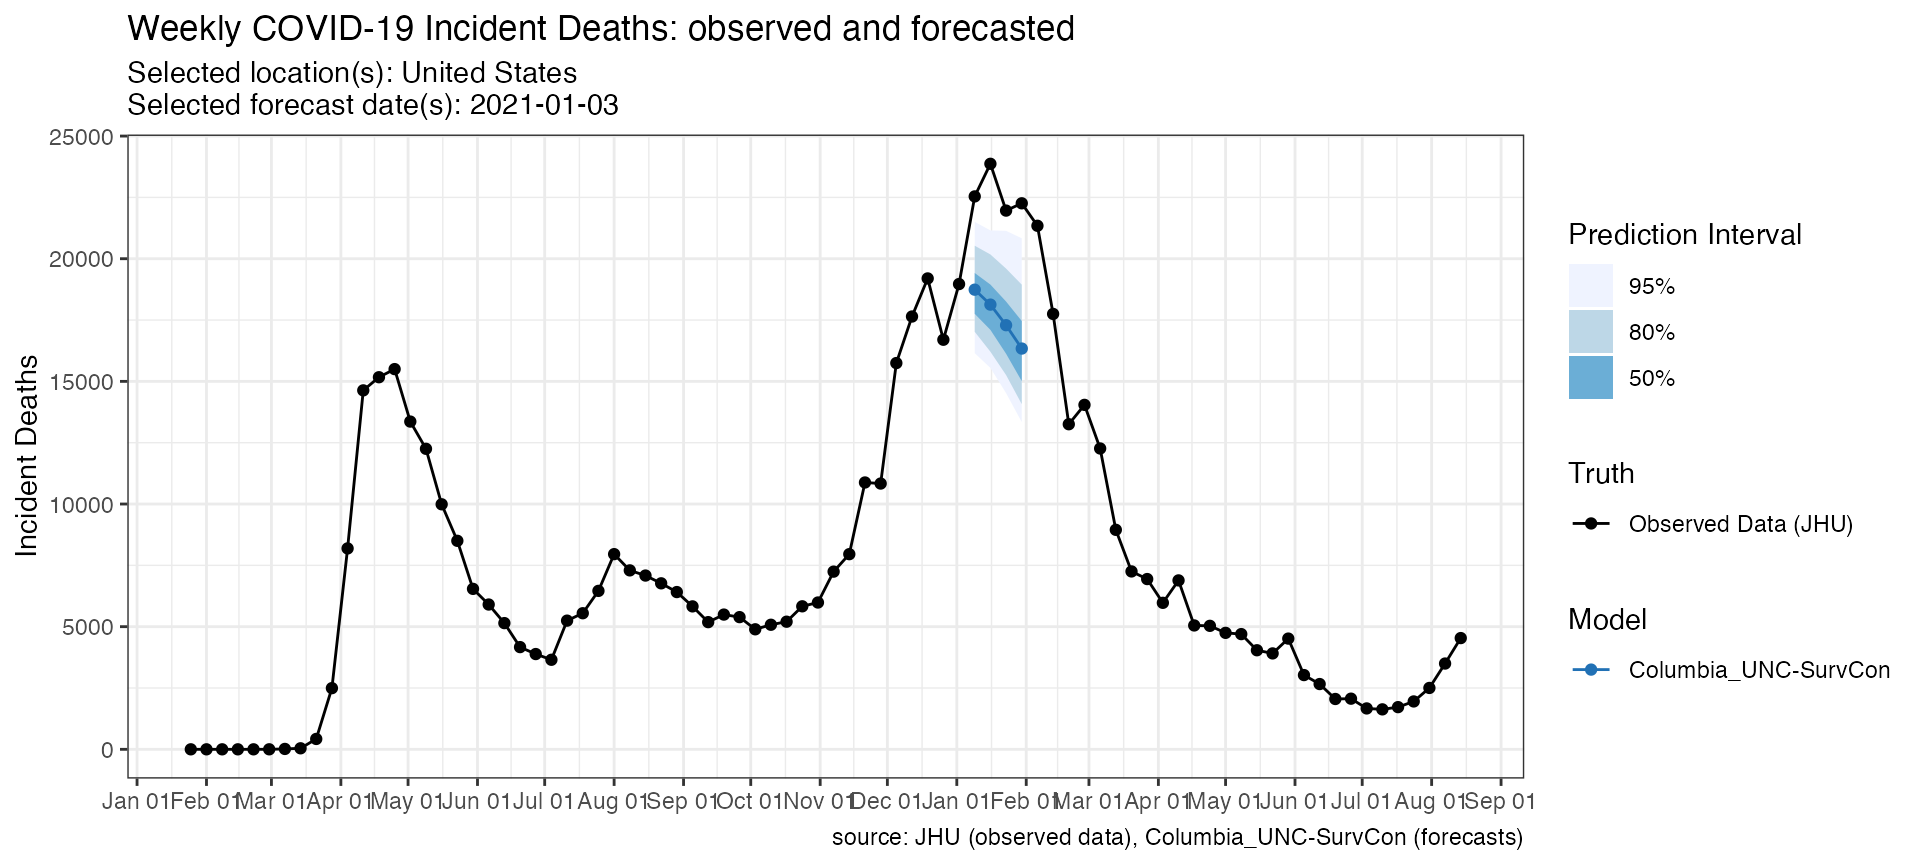 Weekly COVID-19 Incident Deaths: observed and forecasted
Selected location(s): United States
Selected forecast date(s): 2021-01-03
25000
20000
15000
10000
5000
0
Incident Deaths
Jan 01 Feb 01 Mar 01 Apr 01 May 01 Jun 01 Jul 01 Aug 01 Sep 01 Oct 01 Nov 01 Dec 01 Jan 01 Feb 01 Mar 01 Apr 01 May 01 Jun 01 Jul 01 Aug 01 Sep 01
source: JHU (observed data), Columbia_UNC-SurvCon (forecasts)
Prediction Interval
95%
80%
50%
Truth
Observed Data (JHU)
Model
Columbia_UNC-SurvCon